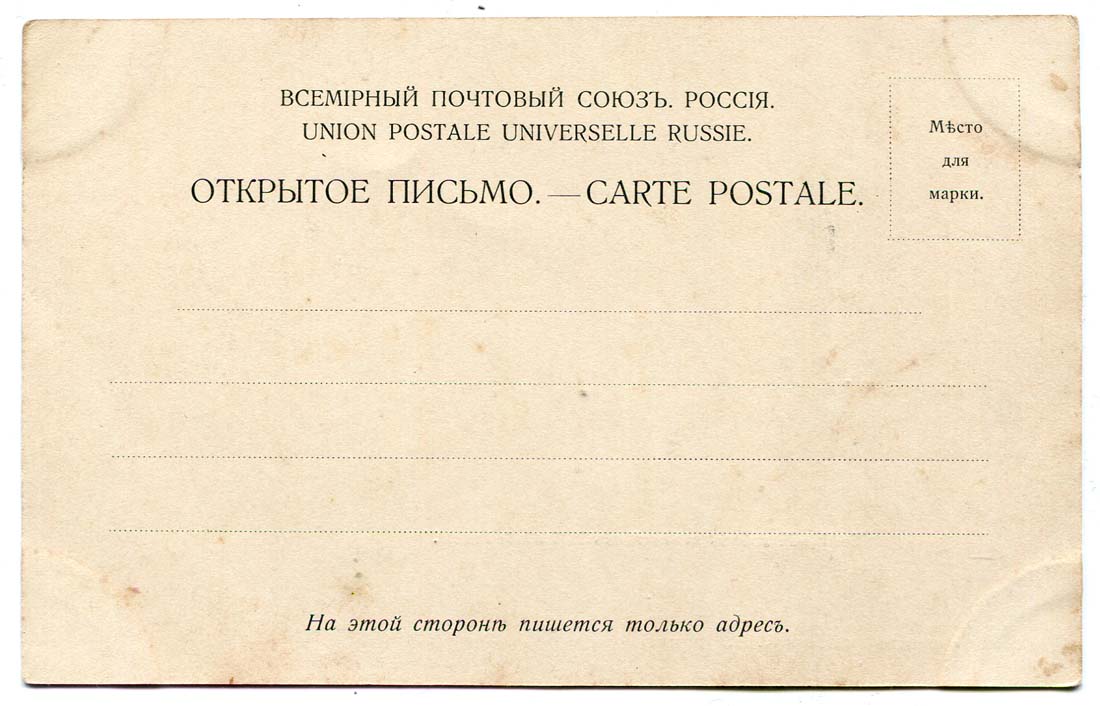 ВСЕМІРНЫЙ ПОЧТОВЫЙ СОЮЗЪ. РОССІЯ.
UNION POSTALE UNIVERSELLE RUSSIE.
ОТКРЫТОЕ ПИСЬМО.—CARTE POSTALE.
Мѣсто
для
марки.
На этой сторонѣ пишется только адресъ.